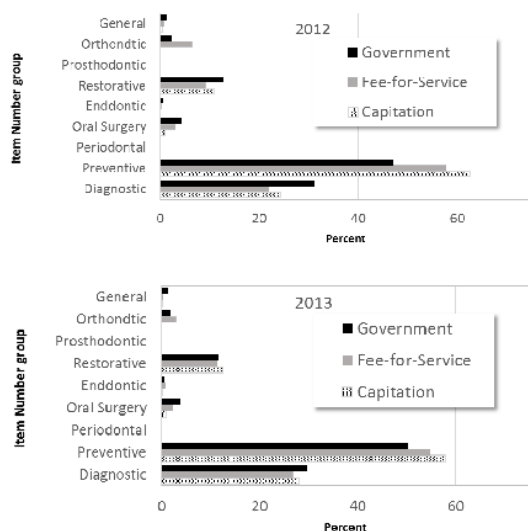 Item Number group
General
Orthondtic
Prosthodontic
Restorative
Enddontic
Oral Surgery
Periodontal
Preventive
Diagnostic
2012
Government
Fee-for-Service
Capitation
0 20 40 60
Percent
Item Number group
General
Orthondtic
Prosthodontic
Restorative
Enddontic
Oral Surgery
Periodontal
Preventive
Diagnostic
2013
Government
Fee-for-Service
Capitation
0 20 40 60
Percent